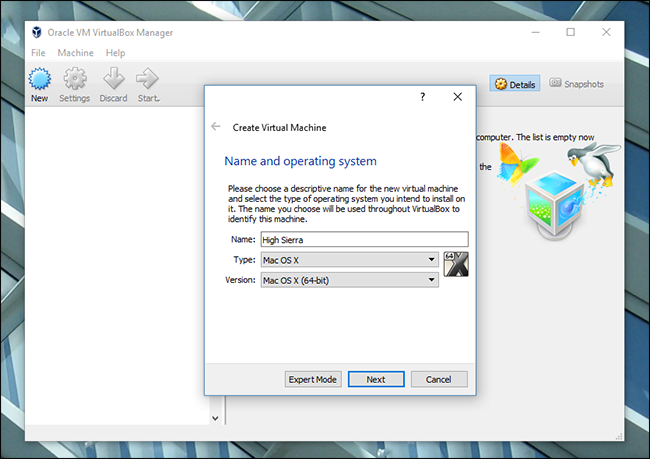 Oracle VM VirtualBox Manager
File Machine Help
New Settings Discard Start.
Details Snapshots
computer. The list is empty now
the
?
Create Virtual Machine
Name and operating system
Please choose a descriptive name for the new virtual machine
and select the type of operating system you intend to install on
it. The name you choose will be used throughout VirtualBox to
identify this machine.
Name: High Sierra
Type: Mac OS X
64
X
Version: Mac OS X (64-bit)
Expert Mode Next Cancel